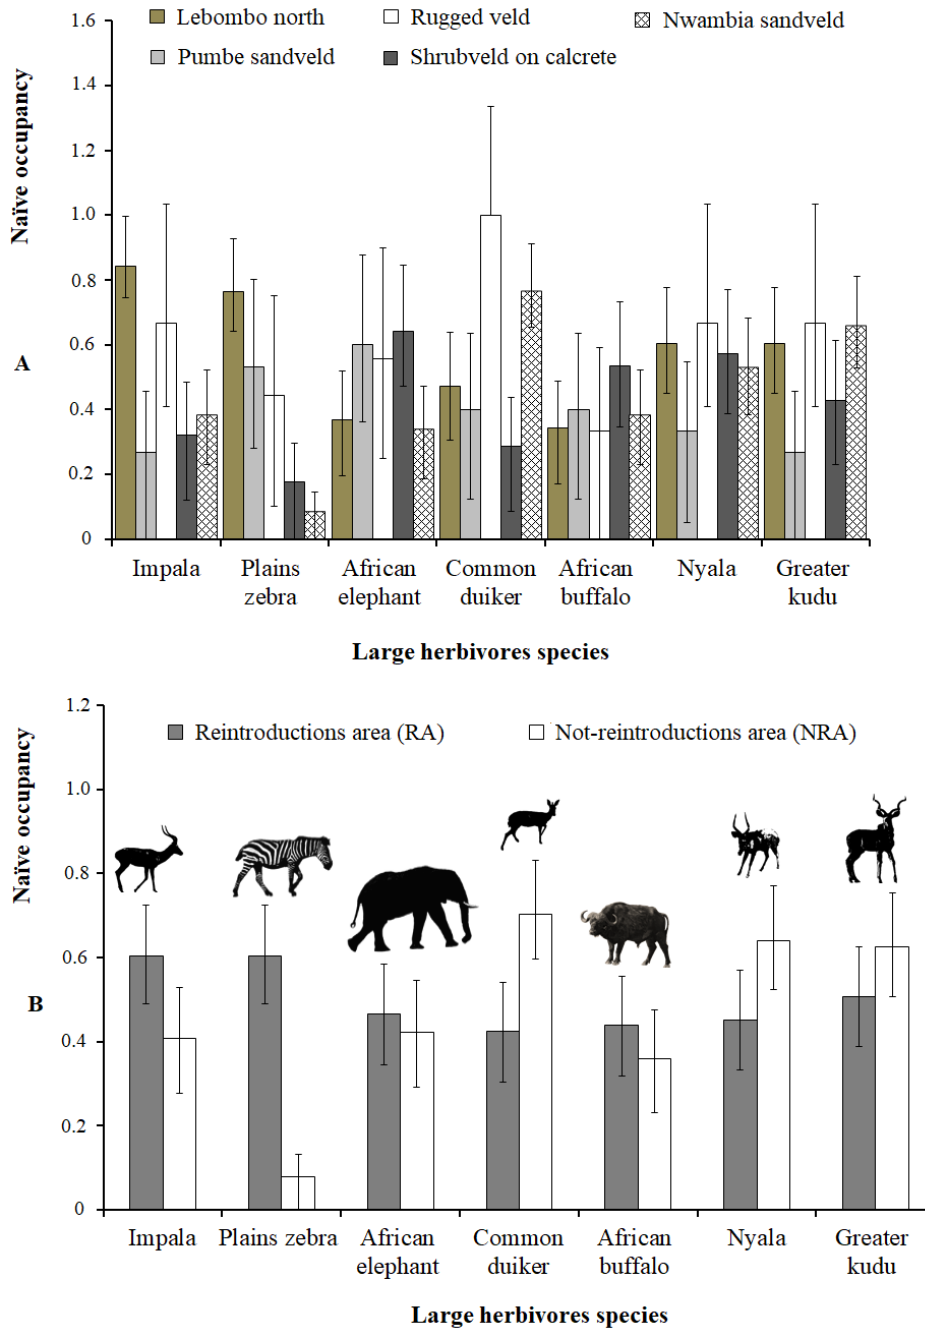 Lebombo north
Rugged veld
Nwambia sandveld
Pumbe sandveld
Shrubveld on calcrete
Naïve occupancy
1.6
1.4
1.2
1.0
0.8
0.6
0.4
0.2
0
A
Impala
Plains zebra
African elephant
Common duiker
African buffalo
Nyala
Greater kudu
Large herbivores species
Reintroductions area (RA)
Not-reintroductions area (NRA)
Naïve occupancy
1.2
1.0
0.8
0.6
0.4
0.2
0
B
Impala
Plains zebra
African elephant
Common duiker
African buffalo
Nyala
Greater kudu
Large herbivores species